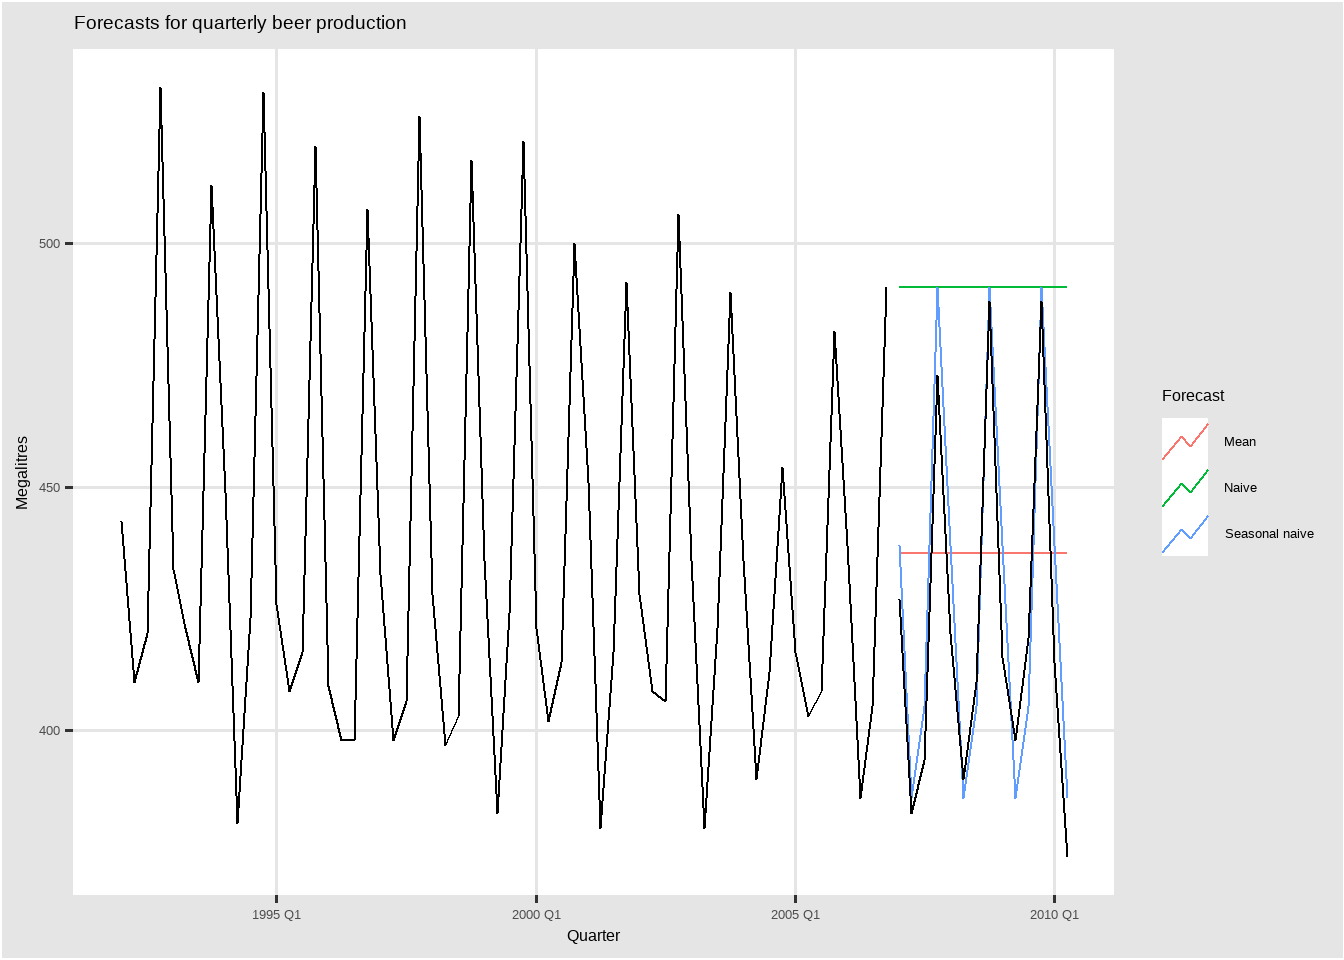 Forecasts for quarterly beer production
500
450
400
Megalitres
1995 Q1
2000 Q1
2005 Q1
2010 Q1
Quarter
Forecast
Mean
Naive
Seasonal naive